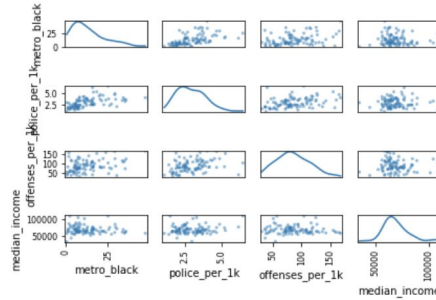 metro_black
25
0
police_per_1k
5.0
2.5
offenses_per_1k
150
100
50
median_income
100000
50000
0
25
2.5
5.0
50
100
150
50000
100000
metro_black
police_per_1k
offenses_per_1k
median_income